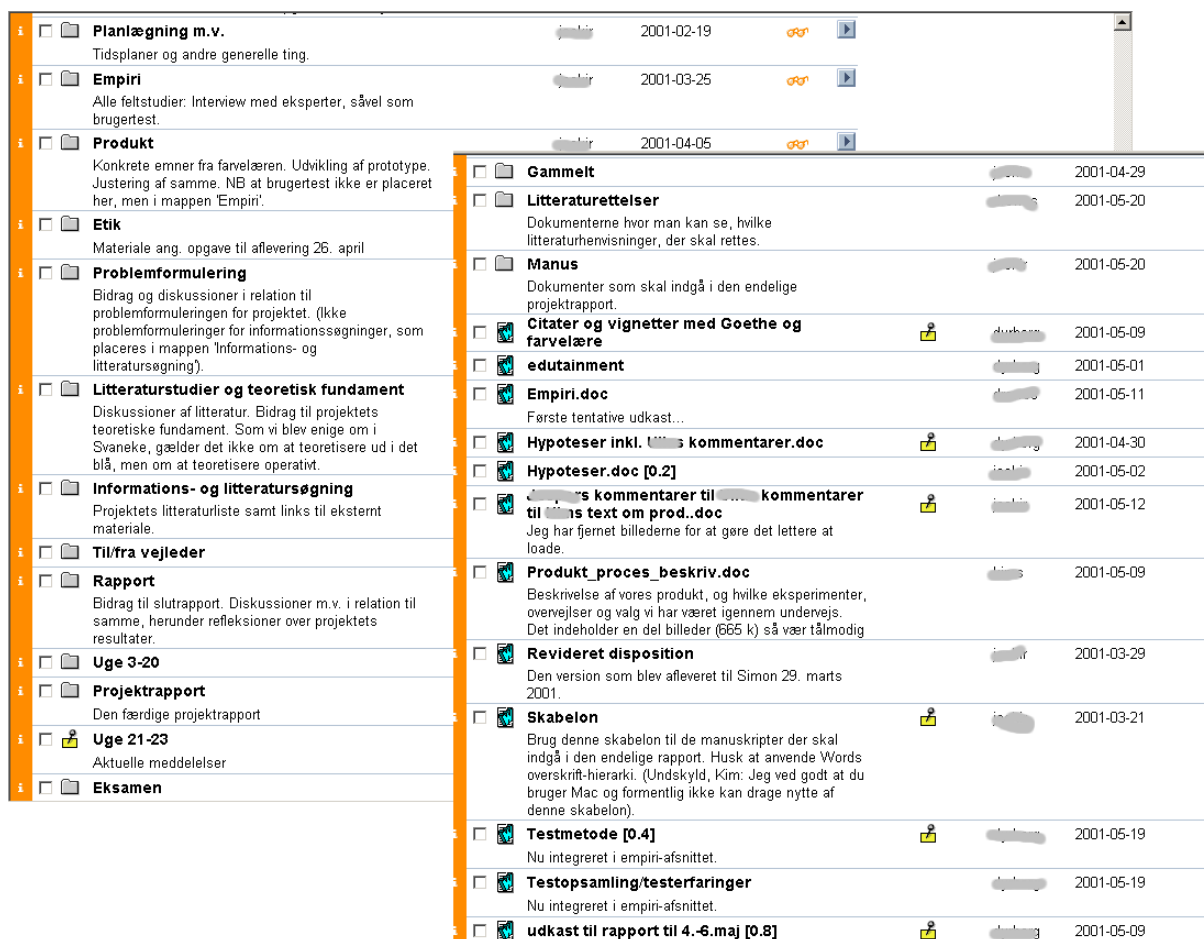 Planlægning m.v. 2001-02-19
Tidsplaner og andre generelle ting.
Empiri 2001-03-25
Alle feltstudier: Interview med eksperter, såvel som
brugertest.
Produkt 2001-04-05
Konkrete emner fra farvelæren. Udvikling af prototype.
Justering af samme. NB at brugertest ikke er placeret
her, men i mappen 'Empiri'.
Etik
Materiale ang. opgave til aflevering 26. april
Problemformulering
Bidrag og diskussioner i relation til
problemformuleringen for projektet. (Ikke
problemformuleringer for informationssøgninger, som
placeres i mappen 'Informations- og
litteratursøgning').
Litteraturstudier og teoretisk fundament
Diskussioner af litteratur. Bidrag til projektets
teoretiske fundament. Som vi blev enige om i
Svaneke, gælder det ikke om at teoretisere ud i det
blå, men om at teoretisere operativt.
Informations- og litteratursøgning
Projektets litteraturliste samt links til eksternt
materiale.
Til/fra vejleder
Rapport
Bidrag til slutrapport. Diskussioner m.v. i relation til
samme, herunder refleksioner over projektets
resultater.
Uge 3-20
Projektrapport
Den færdige projektrapport
Uge 21-23
Aktuelle meddelelser
Eksamen
Gammelt 2001-04-29
Litteraturettelser 2001-05-20
Dokumenterne hvor man kan se, hvilke
litteraturhenvisninger, der skal rettes.
Manus 2001-05-20
Dokumenter som skal indgå i den endelige
projektrapport.
Citater og vignetter med Goethe og
farvelære 2001-05-09
edutainment 2001-05-01
Empiri.doc 2001-05-11
Første tentative udkast...
Hypoteser inkl. kommentarer.doc 2001-04-30
Hypoteser.doc [0.2] 2001-05-02
kommentarer til kommentarer
til text om prod..doc 2001-05-12
Jeg har fjernet billederne for at gøre det lettere at
loade.
Produkt_proces_beskriv.doc 2001-05-09
Beskrivelse af vores produkt, og hvilke eksperimenter,
overvejlser og valg vi har været igennem undervejs.
Det indeholder en del billeder (665 k) så vær tålmodig
Revideret disposition 2001-03-29
Den version som blev afleveret til Simon 29. marts
2001.
Skabelon 2001-03-21
Brug denne skabelon til de manuskripter der skal
indgå i den endelige rapport. Husk at anvende Words
overskrift-hierarki. (Undskyld, Kim: Jeg ved godt at du
bruger Mac og formentlig ikke kan drage nytte af
denne skabelon).
Testmetode [0.4] 2001-05-19
Nu integreret i empiri-afsnittet.
Testopsamling/testerfaringer 2001-05-19
Nu integreret i empiri-afsnittet.
udkast til rapport til 4.-6.maj [0.8] 2001-05-09